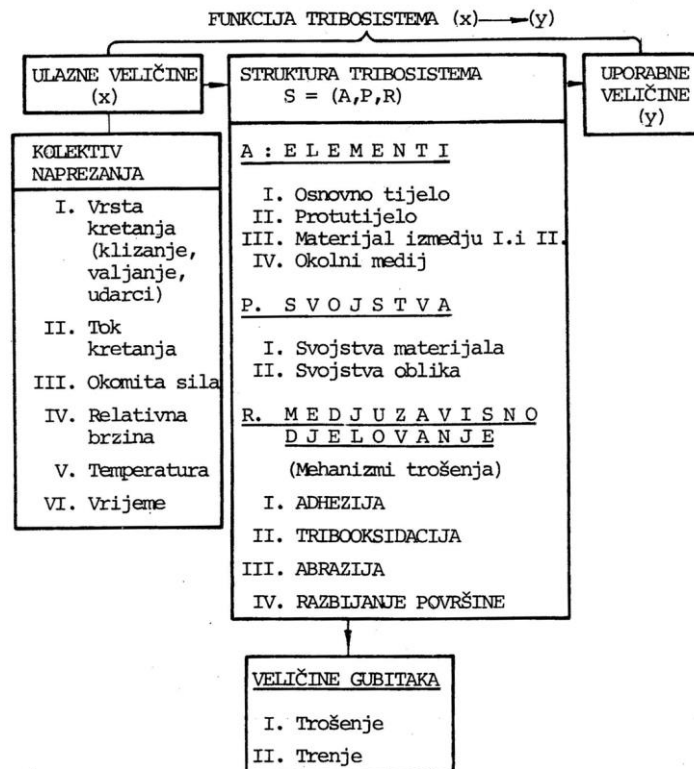 FUNKCIJA TRIBOSISTEMA (x)⟶(y)
ULAZNE VELIČINE
(x)
STRUKTURA TRIBOSISTEMA
S = (A,P,R)
UPORABNE
VELIČINE
(y)
KOLEKTIV
NAPREZANJA
I. Vrsta
kretanja
(klizanje,
valjanje,
udarci)
II. Tok
kretanja
III. Okomita sila
IV. Relativna
brzina
V. Temperatura
VI. Vrijeme
A : E L E M E N T I
I. Osnovno tijelo
II. Protutijelo
III. Materijal izmedju I.i II.
IV. Okolni medij
P. S V O J S T V A
I. Svojstva materijala
II. Svojstva oblika
R. M E D J U Z A V I S N O
D J E L O V A N J E
(Mehanizmi trošenja)
I. ADHEZIJA
II. TRIBOOKSIDACIJA
III. ABRAZIJA
IV. RAZBIJANJE POVRŠINE
VELIČINE GUBITAKA
I. Trošenje
II. Trenje